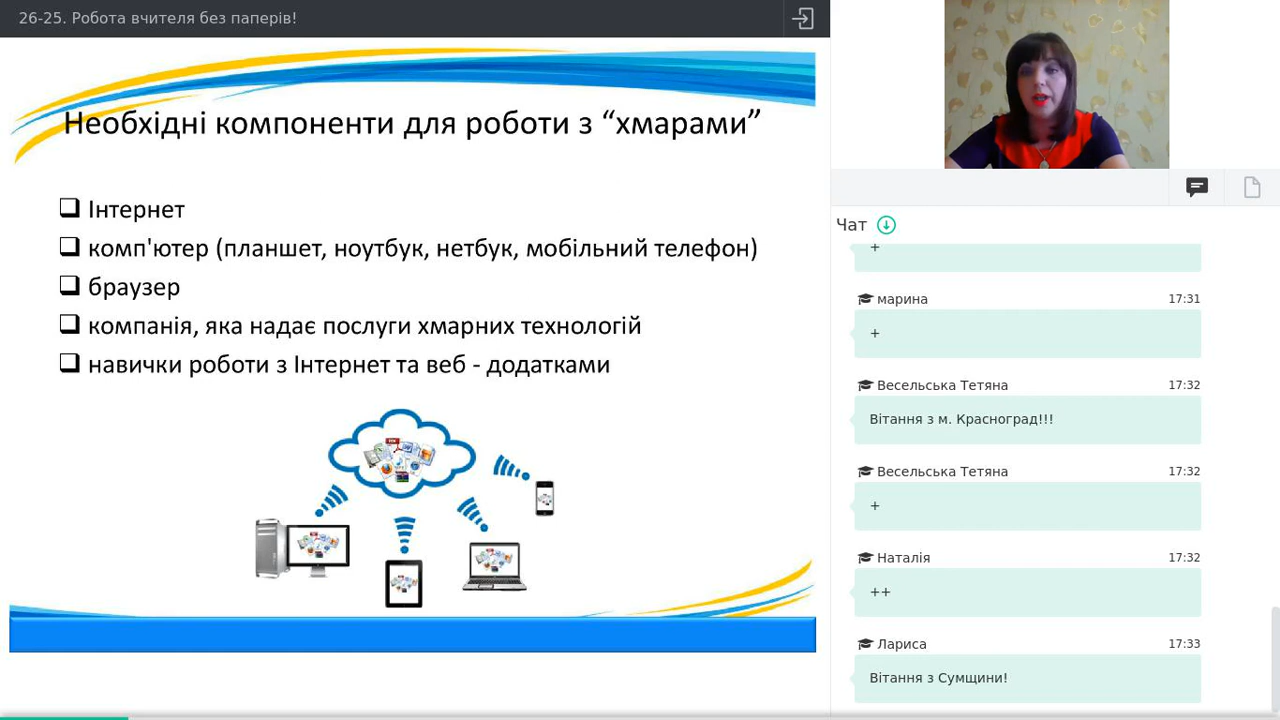 26-25. Робота вчителя без паперів!
Необхідні компоненти для роботи з “хмарами”
Інтернет
комп'ютер (планшет, ноутбук, нетбук, мобільний телефон)
браузер
компанія, яка надає послуги хмарних технологій
навички роботи з Інтернет та веб - додатками
Чат
+
марина 17:31
+
Весельська Тетяна 17:32
Вітання з м. Красноград!!!
Весельська Тетяна 17:32
+
Наталія 17:32
++
Лариса 17:33
Вітання з Сумщини!